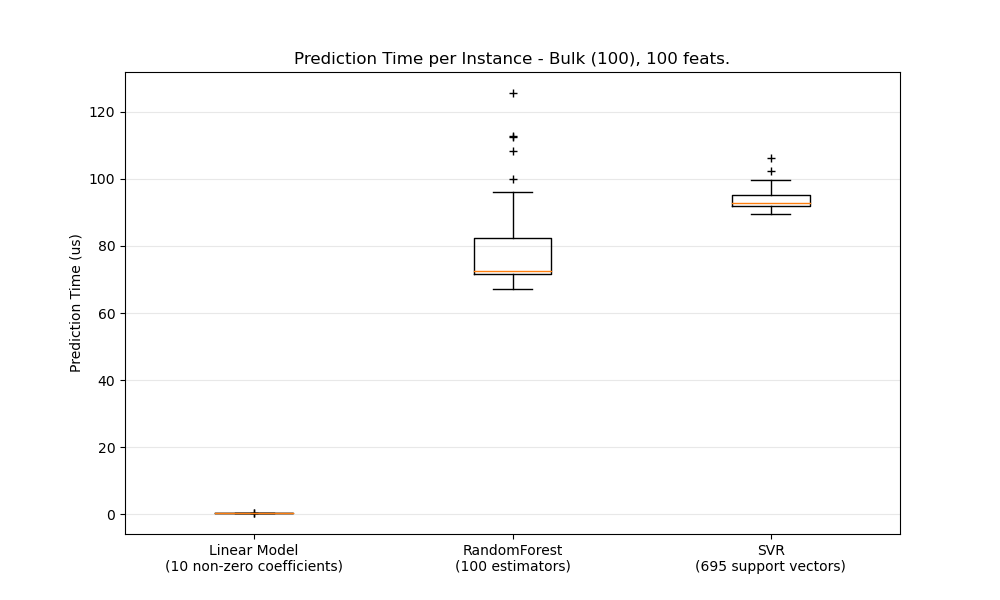 Prediction Time per Instance - Bulk (100), 100 feats.
Prediction Time (us)
120
100
80
60
40
20
0
Linear Model
(10 non-zero coefficients)
RandomForest
(100 estimators)
SVR
(695 support vectors)